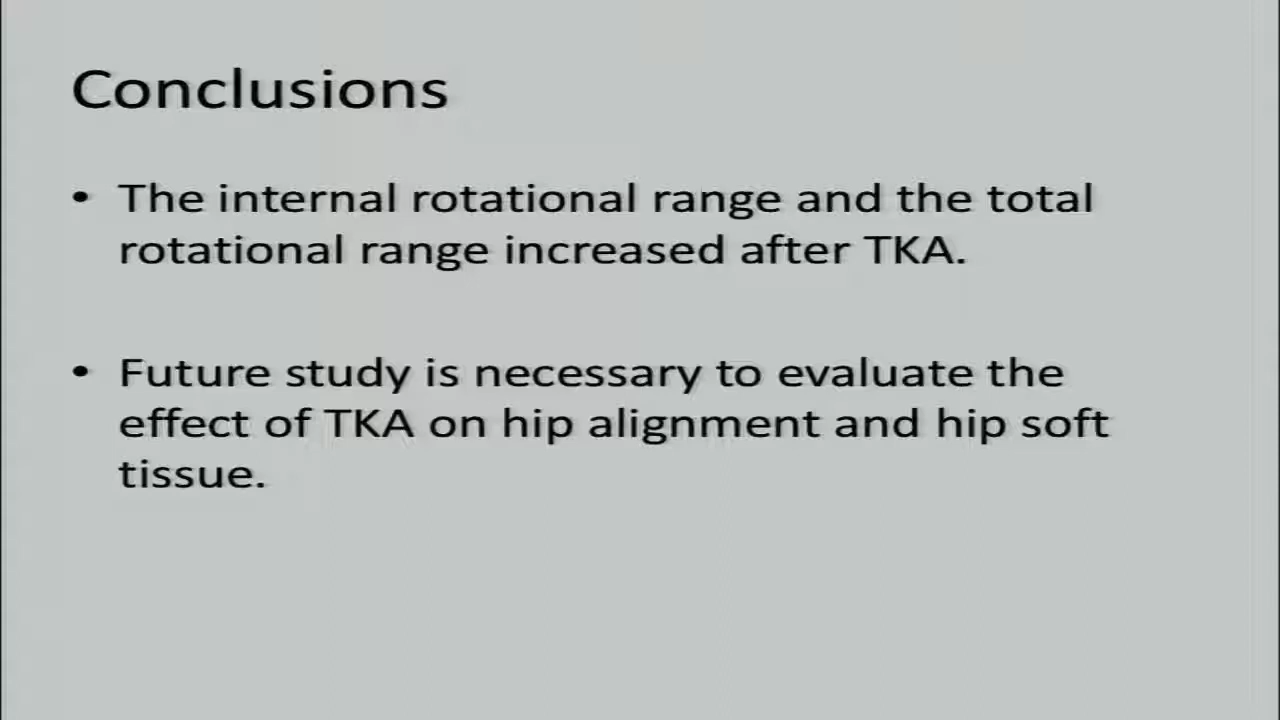 Conclusions
• The internal rotational range and the total
rotational range increased after TKA.
• Future study is necessary to evaluate the
effect of TKA on hip alignment and hip soft
tissue.